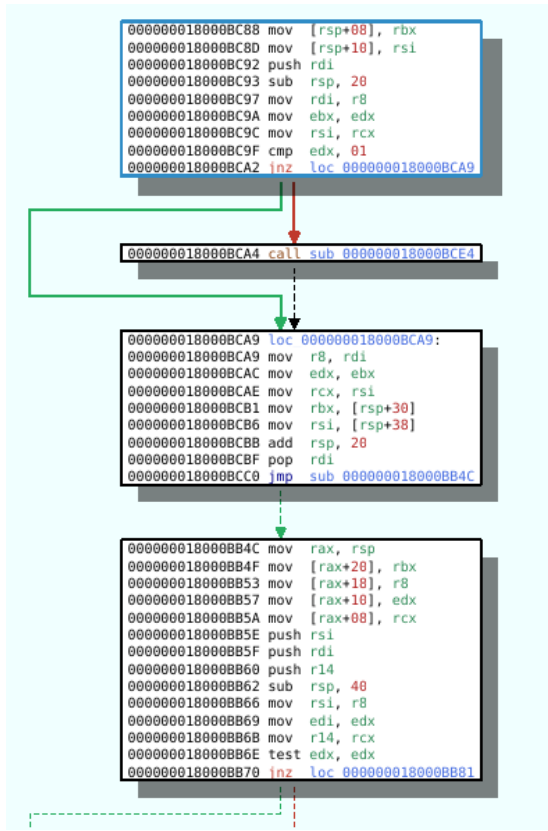 000000018000BC88 mov [rsp+08], rbx
000000018000BC8D mov [rsp+10], rsi
000000018000BC92 push rdi
000000018000BC93 sub rsp, 20
000000018000BC97 mov rdi, r8
000000018000BC9A mov ebx, edx
000000018000BC9C mov rsi, rcx
000000018000BC9F cmp edx, 01
000000018000BCA2 jnz loc 000000018000BCA9
000000018000BCA4 call sub 000000018000BCE4
000000018000BCA9 loc 000000018000BCA9:
000000018000BCA9 mov r8, rdi
000000018000BCAC mov edx, ebx
000000018000BCAE mov rcx, rsi
000000018000BCB1 mov rbx, [rsp+30]
000000018000BCB6 mov rsi, [rsp+38]
000000018000BCBB add rsp, 20
000000018000BCBF pop rdi
000000018000BCC0 jmp sub 000000018000BB4C
000000018000BB4C mov rax, rsp
000000018000BB4F mov [rax+20], rbx
000000018000BB53 mov [rax+18], r8
000000018000BB57 mov [rax+10], edx
000000018000BB5A mov [rax+08], rcx
000000018000BB5E push rsi
000000018000BB5F push rdi
000000018000BB60 push r14
000000018000BB62 sub rsp, 40
000000018000BB66 mov rsi, r8
000000018000BB69 mov edi, edx
000000018000BB6B mov r14, rcx
000000018000BB6E test edx, edx
000000018000BB70 jnz loc 000000018000BB81